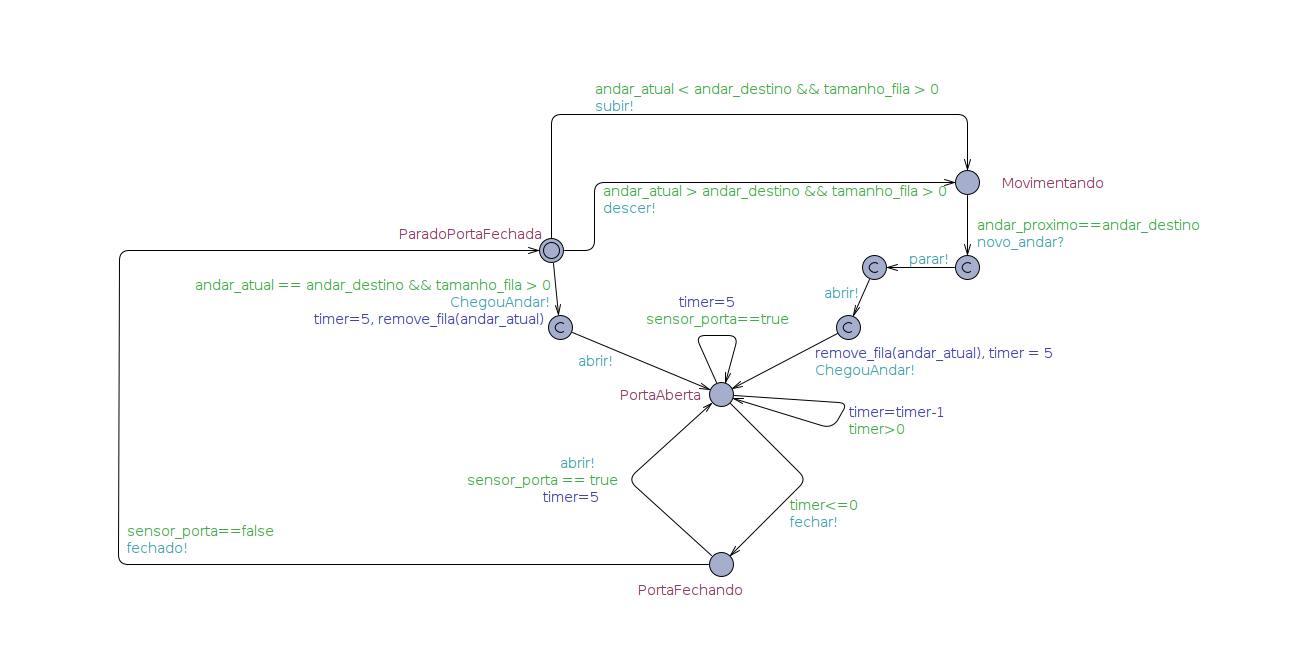 andar_atual < andar_destino && tamanho_fila > 0
subir!
andar_atual > andar_destino && tamanho_fila > 0
descer!
Movimentando
ParadoPortaFechada
andar_proximo==andar_destino
novo_andar?
parar!
C
C
andar_atual == andar_destino && tamanho_fila > 0
ChegouAndar!
timer=5, remove_fila(andar_atual)
C
abrir!
C
timer=5
sensor_porta==true
abrir!
remove_fila(andar_atual), timer = 5
ChegouAndar!
PortaAberta
timer=timer-1
timer>0
abrir!
sensor_porta == true
timer=5
timer<=0
fechar!
sensor_porta==false
fechado!
PortaFechando